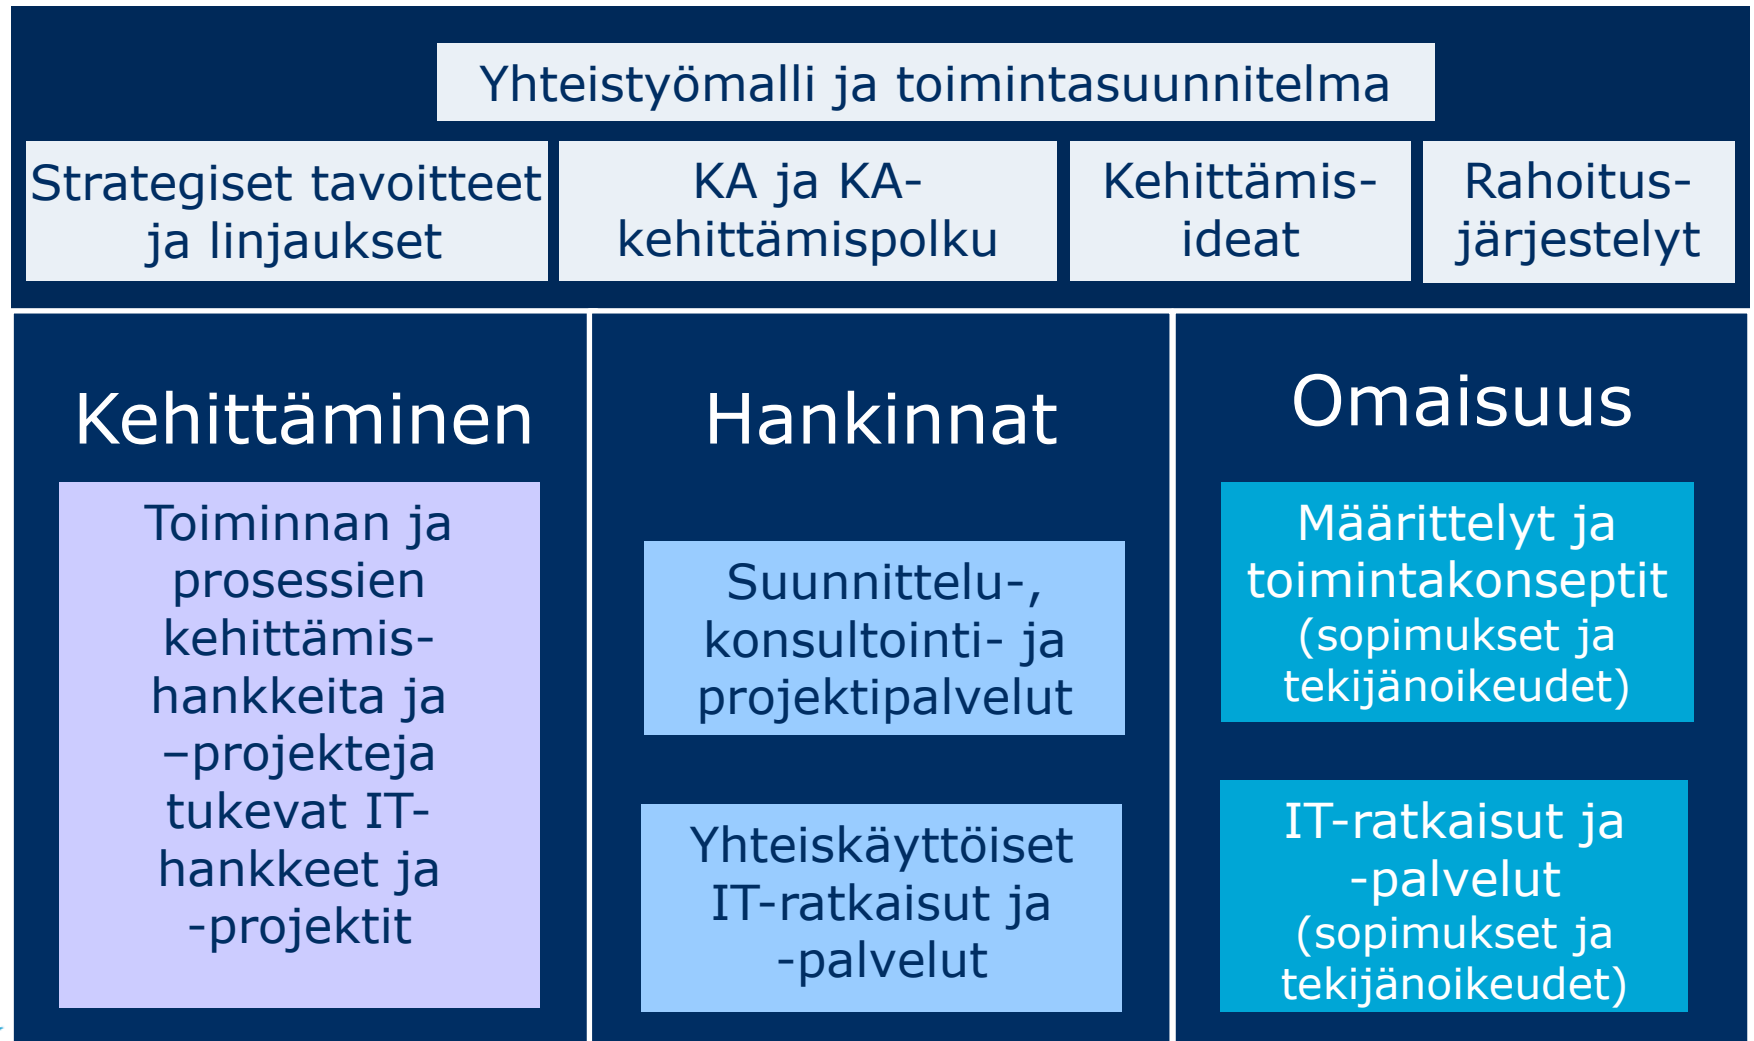 Yhteistyömalli ja toimintasuunnitelma
Strategiset tavoitteet
ja linjaukset
KA ja KA-
kehittämispolku
Kehittämis-
ideat
Rahoitus-
järjestelyt
Kehittäminen
Toiminnan ja
prosessien
kehittämis-
hankkeita ja
–projekteja
tukevat IT-
hankkeet ja
-projektit
Hankinnat
Suunnittelu-,
konsultointi- ja
projektipalvelut
Yhteiskäyttöiset
IT-ratkaisut ja
-palvelut
Omaisuus
Määrittelyt ja
toimintakonseptit
(sopimukset ja
tekijänoikeudet)
IT-ratkaisut ja
-palvelut
(sopimukset ja
tekijänoikeudet)